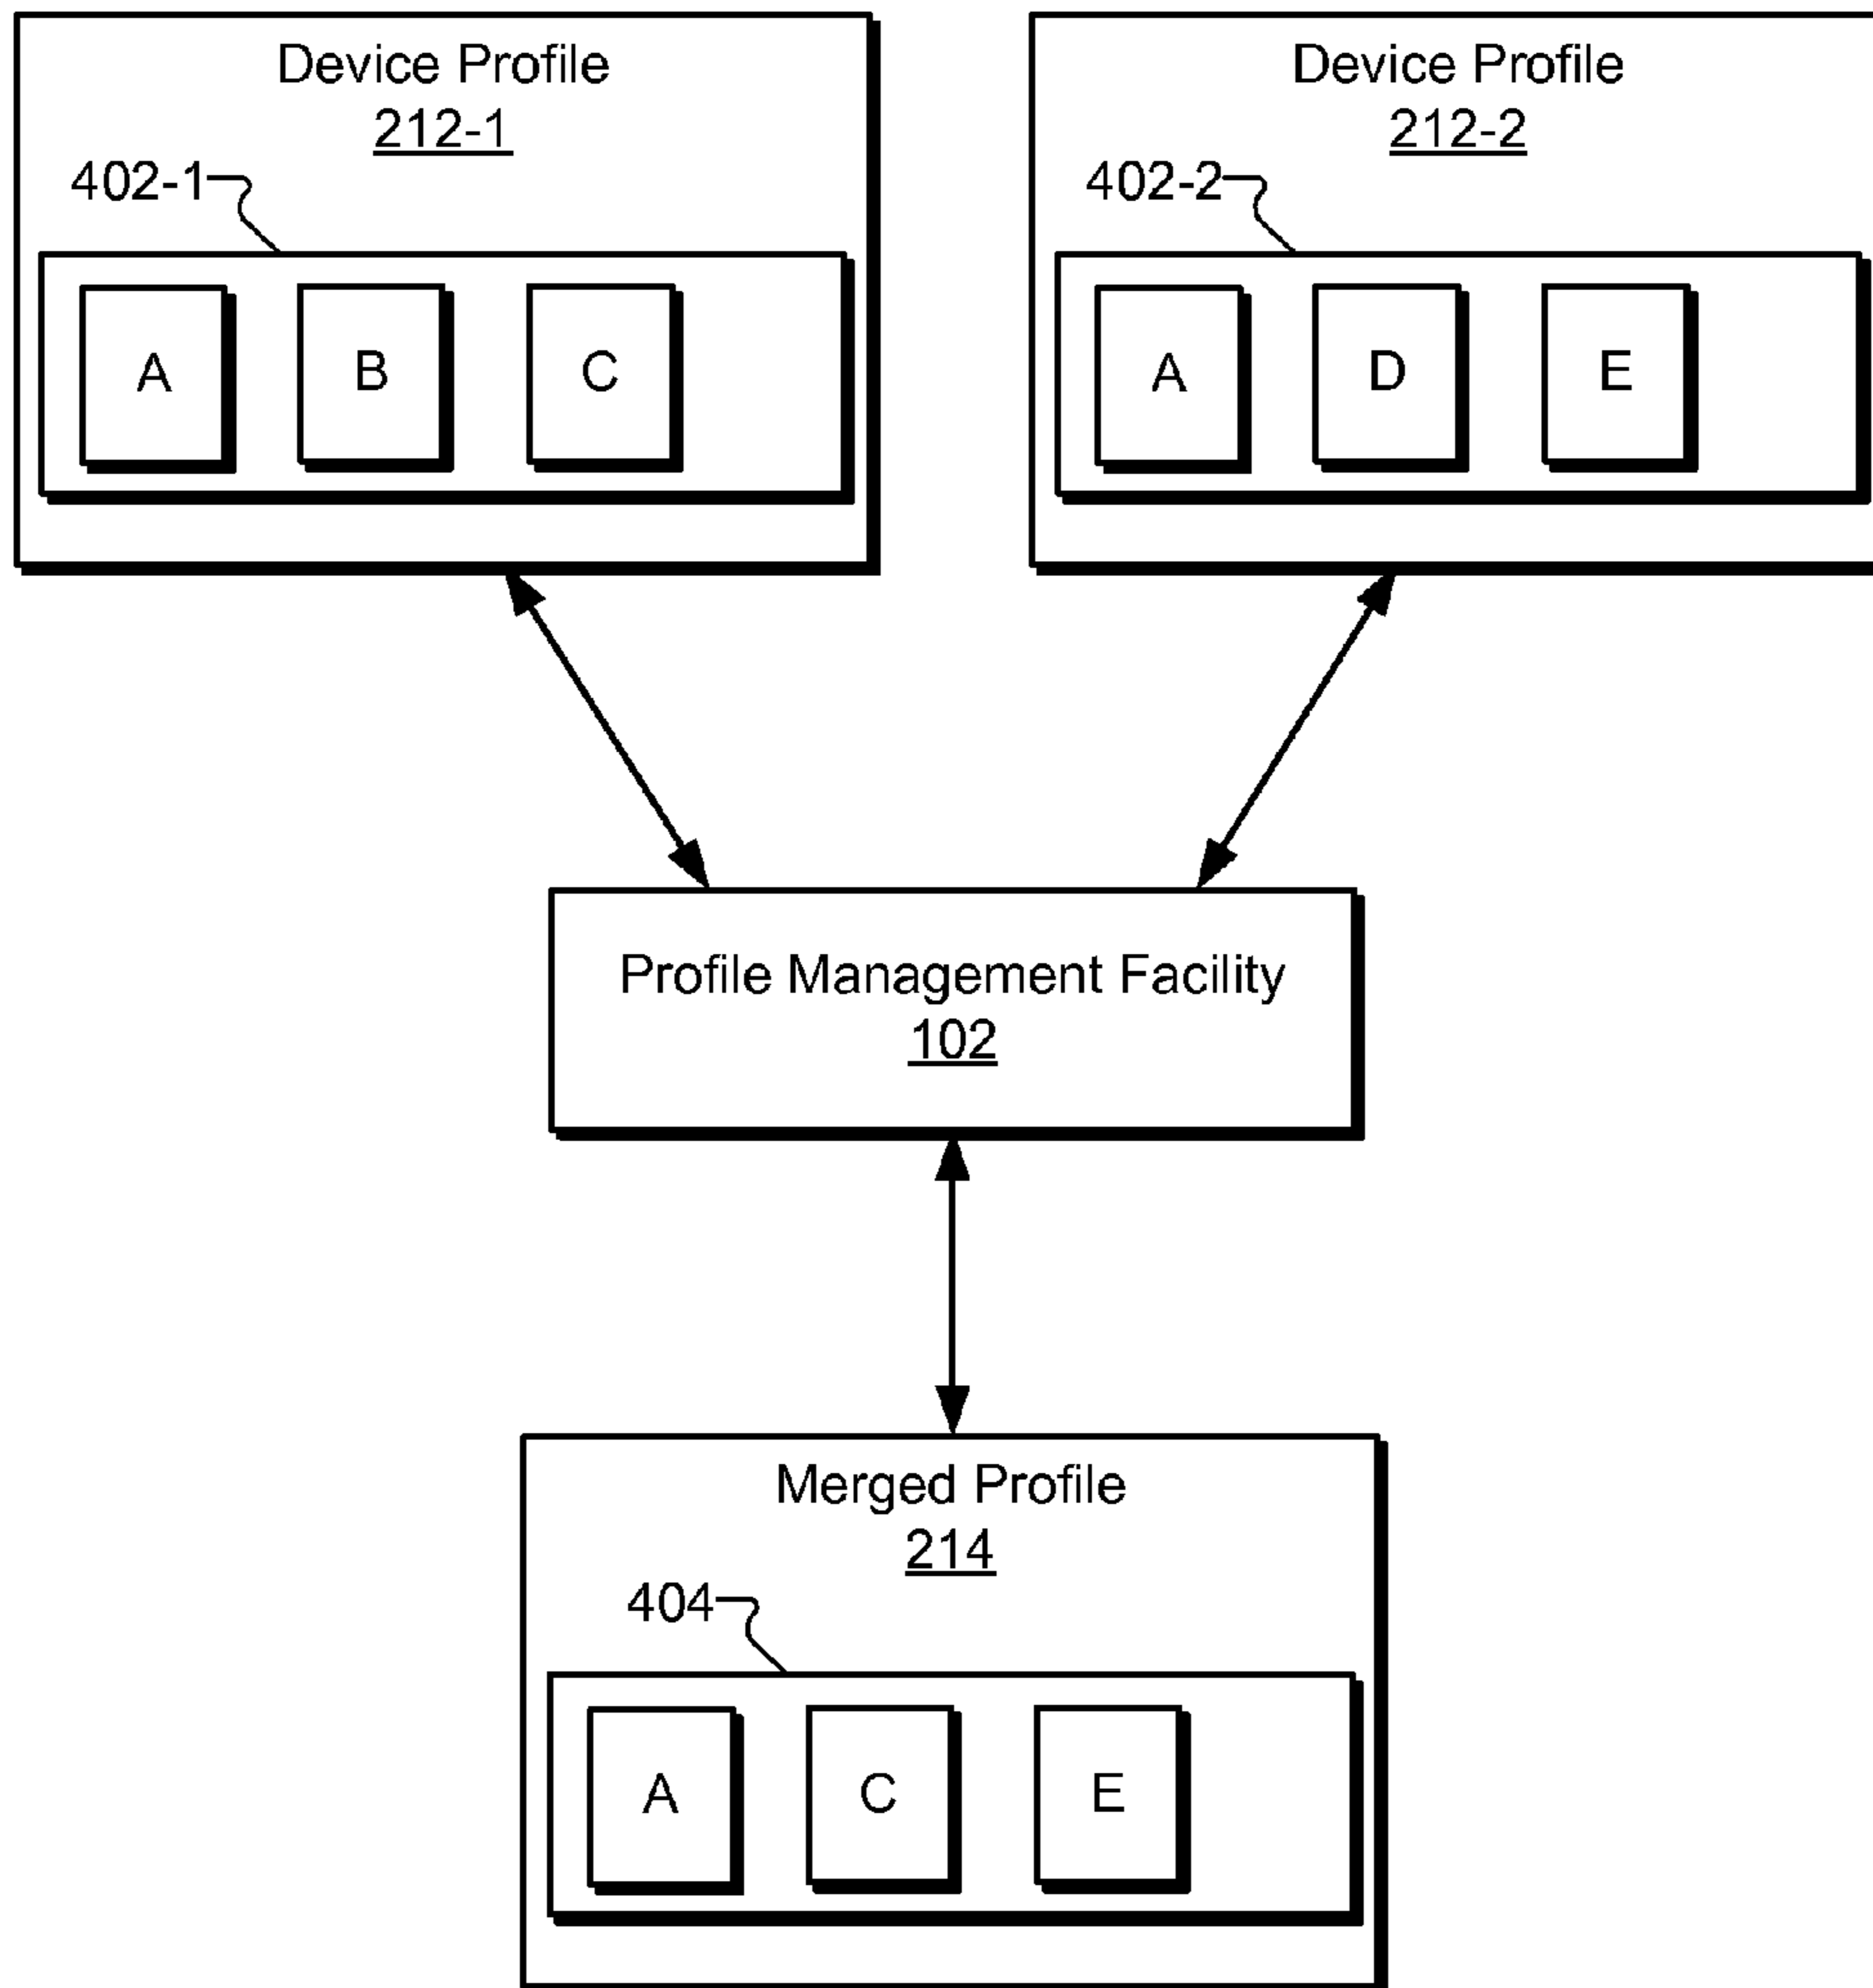 Device Profile
212-1
402-1
A B C
Device Profile
212-2
402-2
A D E
Profile Management Facility
102
Merged Profile
214
404
A C E